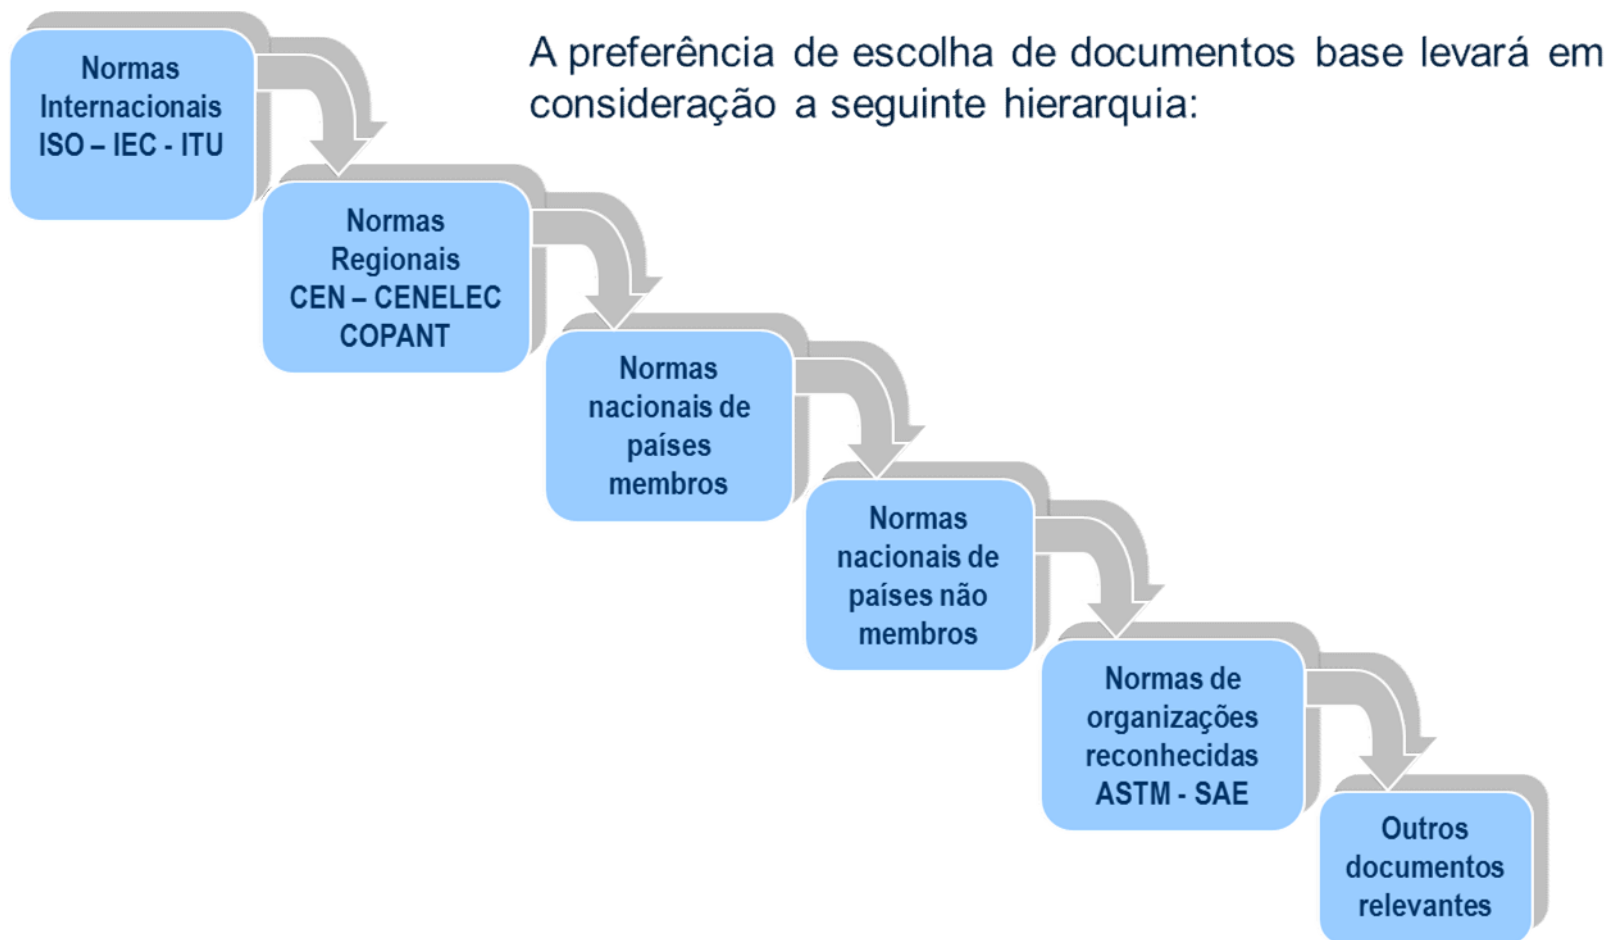 A preferência de escolha de documentos base levará em
consideração a seguinte hierarquia:
Normas
Internacionais
ISO – IEC - ITU
Normas
Regionais
CEN – CENELEC
COPANT
Normas
nacionais de
países
membros
Normas
nacionais de
países não
membros
Normas de
organizações
reconhecidas
ASTM - SAE
Outros
documentos
relevantes